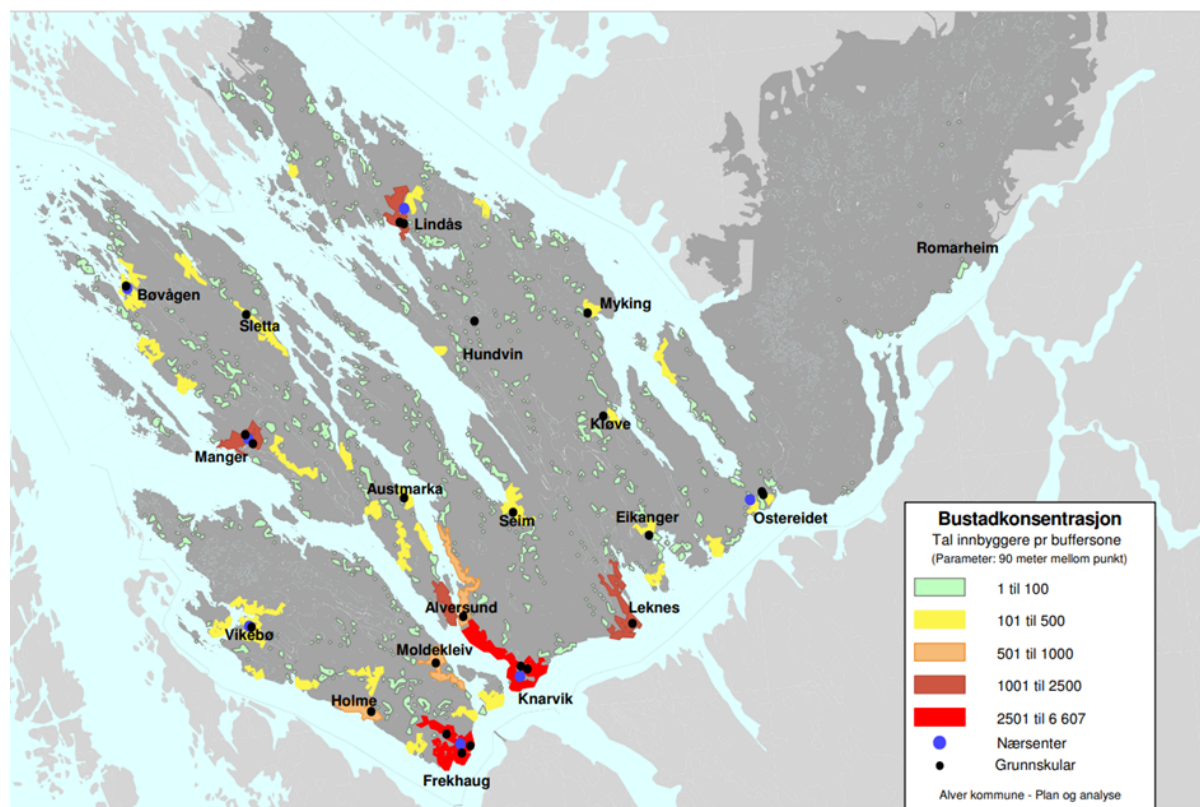 Romarheim
Lindås
Bøvågen
Myking
Sletta
Hundvin
Kløve
Manger
Austmarka
Seim
Eikanger
Ostereidet
Alversund
Leknes
Vikebø
Moldekleiv
Holme
Knarvik
Frekhaug
Bustadkonsentrasjon
Tal innbyggere pr buffersone
(Parameter: 90 meter mellom punkt)
1 til 100
101 til 500
501 til 1000
1001 til 2500
2501 til 6 607
Nærsenter
Grunnskular
Alver kommune - Plan og analyse